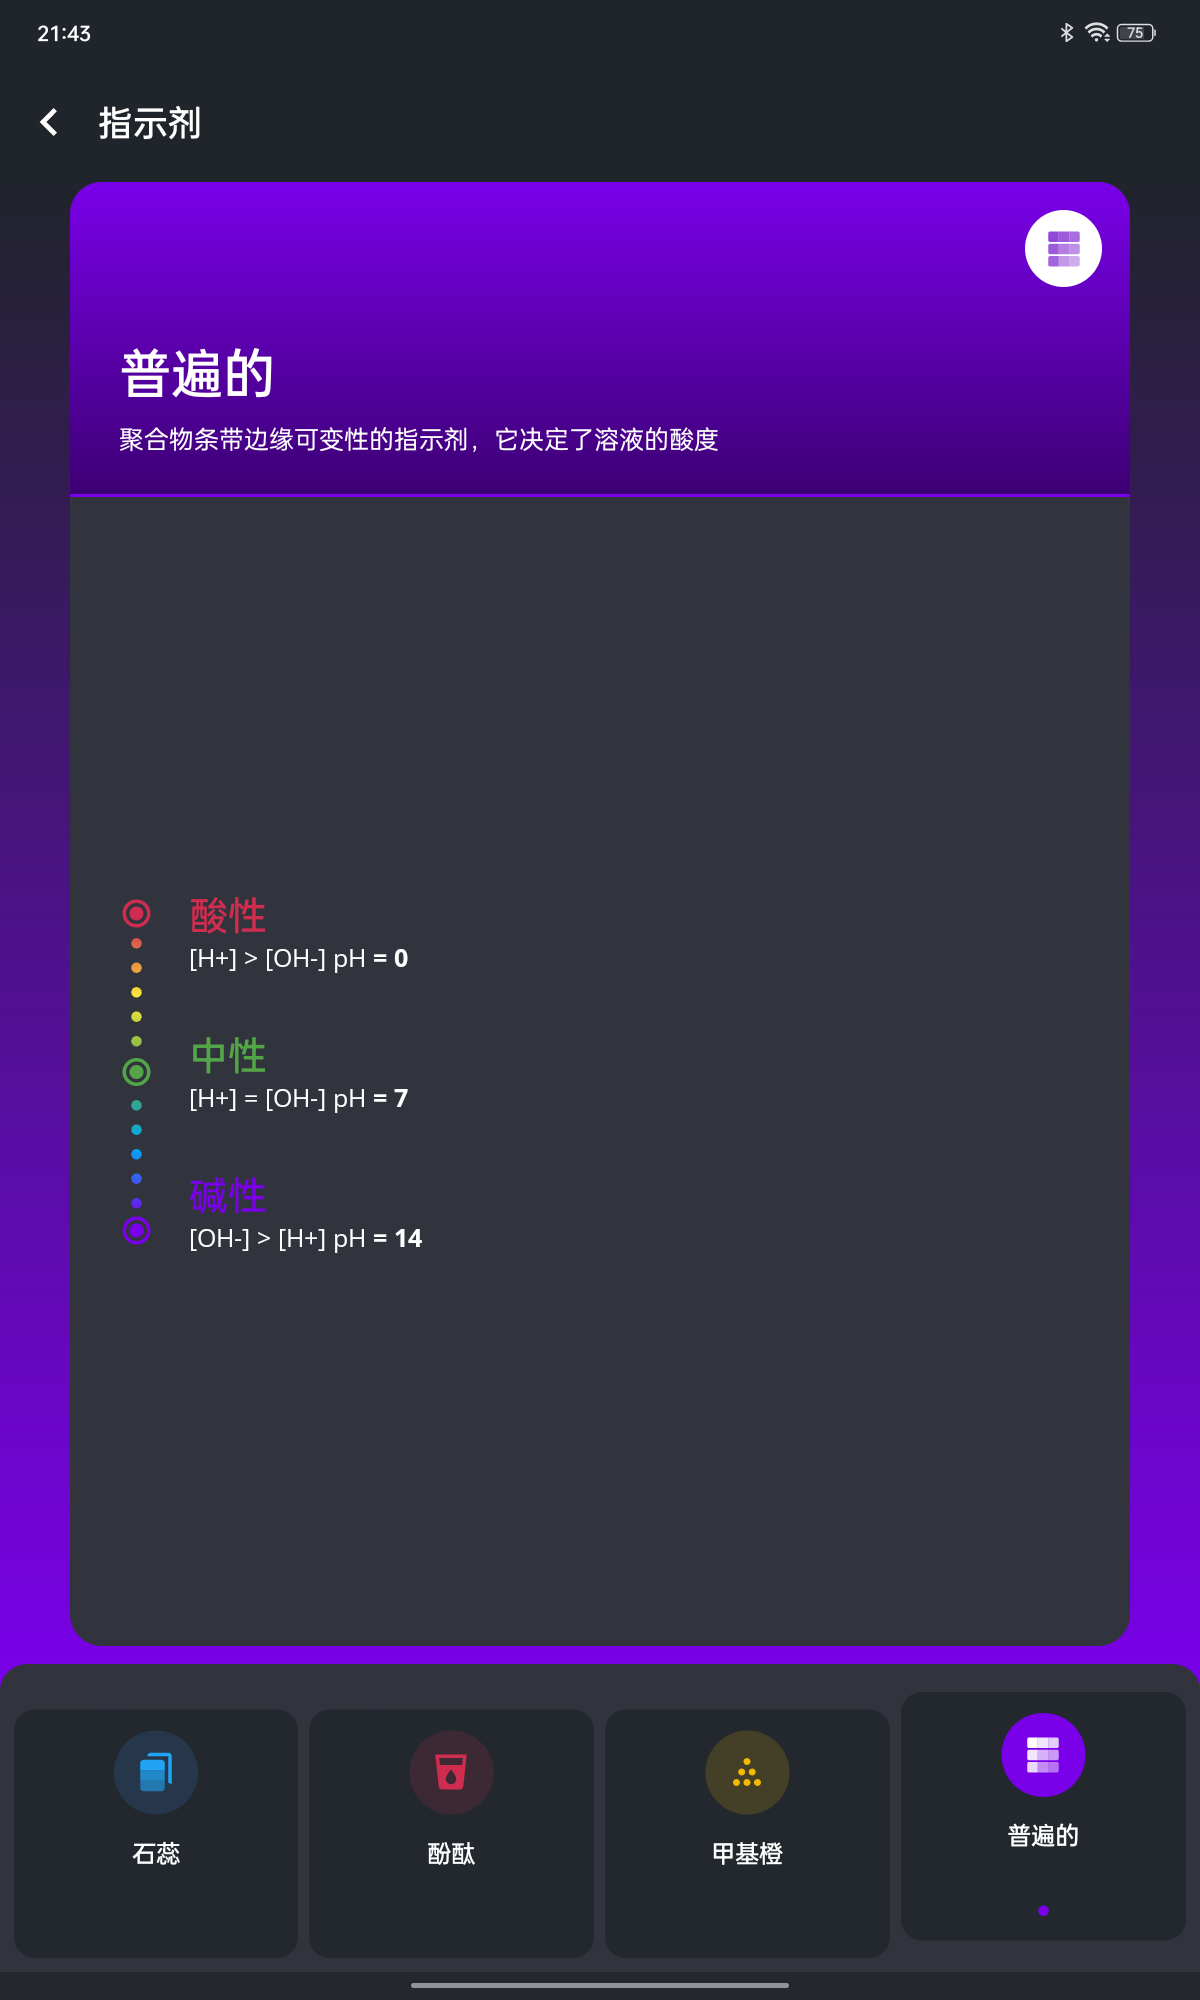 21:43
75
指示剂
普遍的
聚合物条带边缘可变性的指示剂，它决定了溶液的酸度
酸性
[H+] > [OH-] pH = 0
中性
[H+] = [OH-] pH = 7
碱性
[OH-] > [H+] pH = 14
石蕊
酚酞
甲基橙
普遍的